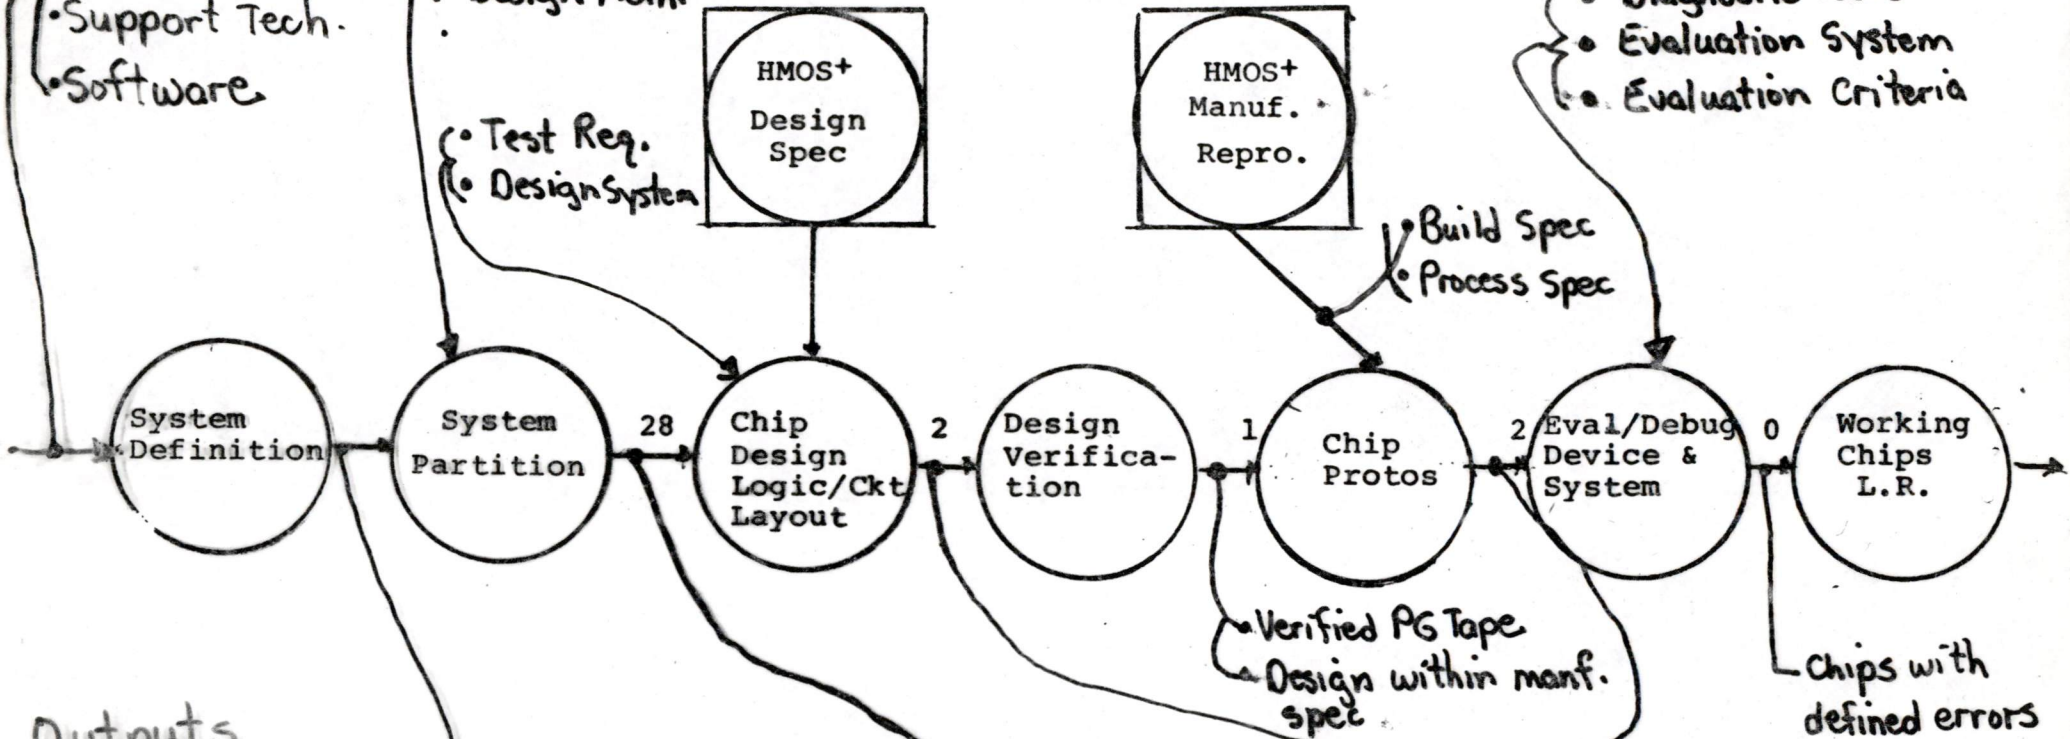 •Support Tech.
•Software
• Evaluation System
• Evaluation Criteria
HMOS+
Design
Spec
HMOS+
Manuf.
Repro.
• Test Req.
• Design System
• Build Spec
• Process Spec
System
Definition
System
Partition
28
Chip
Design
Logic/Ckt
Layout
2
Design
Verifica-
tion
1
Chip
Protos
2
Eval/Debug
Device &
System
0
Working
Chips
L.R.
Verified PG Tape
Design within manf.
spec
Chips with
defined errors
Outputs